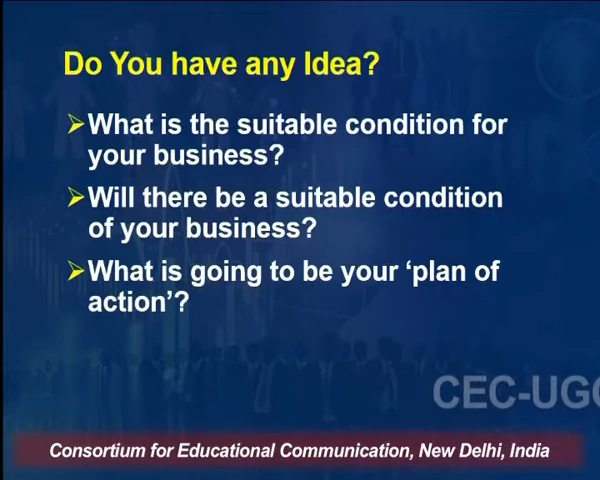 Do You have any Idea?
What is the suitable condition for
your business?
Will there be a suitable condition
of your business?
What is going to be your ‘plan of
action’?
CEC-UGC
Consortium for Educational Communication, New Delhi, India